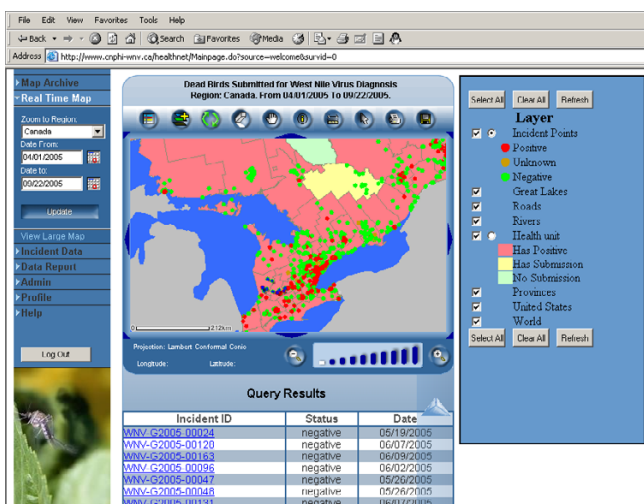 File Edit View Favorites Tools Help
Back Search Favorites Media
Address http://www.cnphi-wnv.ca/healthnet/Mainpage.do?source=welcome&survid=0
Map Archive
Real Time Map
Zoom to Region:
Canada
Date From:
04/01/2005
Date to:
09/22/2005
Update
View Large Map
Incident Data
Data Report
Admin
Profile
Help
Log Out
Dead Birds Submitted for West Nile Virus Diagnosis
Region: Canada. From 04/01/2005 To 09/22/2005.
0 212km
Projection: Lambert Conformal Conic
Longitude: Latitude:
Query Results
Incident ID Status Date
WNV-G2005-00024 negative 05/19/2005
WNV-G2005-00120 negative 06/07/2005
WNV-G2005-00163 negative 06/09/2005
WNV-G2005-00096 negative 06/02/2005
WNV-G2005-00047 negative 05/26/2005
WNV-G2005-00048 negative 05/26/2005
WNV-G2005-00131 negative 06/07/2005
Select All Clear All Refresh
Layer
Incident Points
Positive
Unknown
Negative
Great Lakes
Roads
Rivers
Health unit
Has Positive
Has Submission
No Submission
Provinces
United States
World
Select All Clear All Refresh